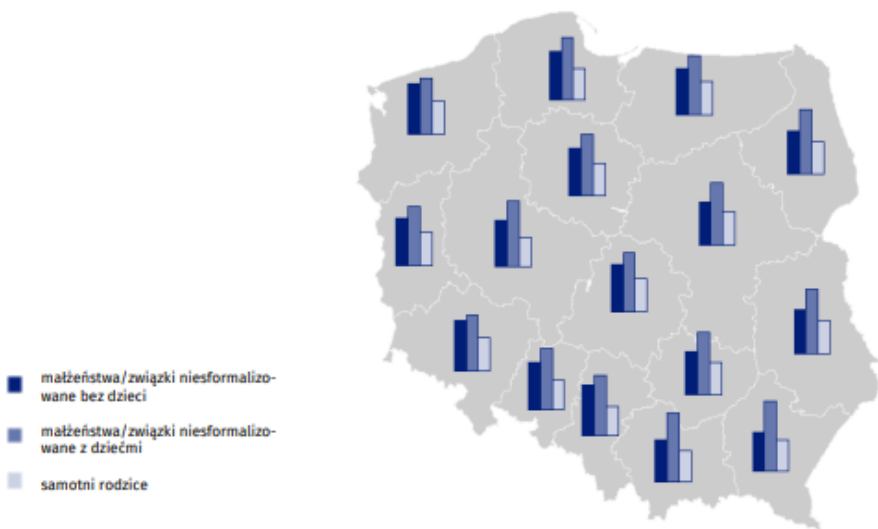 małżeństwa/związki niesformalizo-
wane bez dzieci
małżeństwa/związki niesformalizo-
wane z dziećmi
samotni rodzice